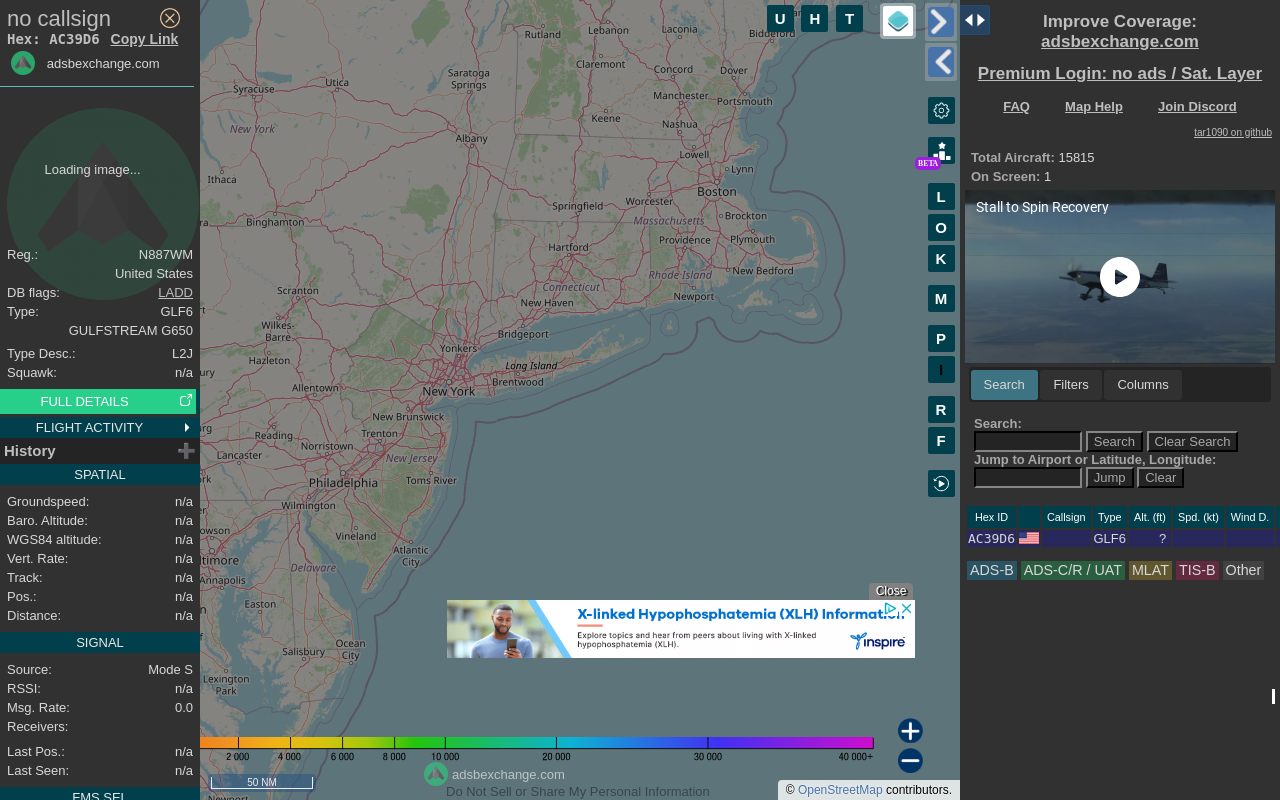 no callsign
Hex: AC39D6 Copy Link
adsbexchange.com
Loading image...
Reg.: N887WM
United States
DB flags: LADD
Type: GLF6
GULFSTREAM G650
Type Desc.: L2J
Squawk: n/a
FULL DETAILS
FLIGHT ACTIVITY
History
SPATIAL
Groundspeed: n/a
Baro. Altitude: n/a
WGS84 altitude: n/a
Vert. Rate: n/a
Track: n/a
Pos.: n/a
Distance: n/a
SIGNAL
Source: Mode S
RSSI: n/a
Msg. Rate: 0.0
Receivers:
Last Pos.: n/a
Last Seen: n/a
FMS SEL
U H T
Rutland
Lebanon
Laconia
Biddeford
Claremont
Concord
Dover
Saratoga
Springs
Utica
Syracuse
Manchester
Portsmouth
Keene
Nashua
New York
Albany
Lowell
Lynn
Ithaca
Boston
Worcester
Springfield
Massachusetts
Brockton
Binghamton
Hartford
Providence
Plymouth
Rhode Island
New Bedford
Connecticut
Scranton
New Haven
Newport
Wilkes-
Barre
Bridgeport
Yonkers
Hazleton
Long Island
Brentwood
Allentown
New York
New Brunswick
Reading
Trenton
Norristown
Lancaster
New Jersey
Philadelphia
Toms River
Wilmington
Vineland
Atlantic
City
Annapolis
Delaware
Easton
Ocean
City
Salisbury
Lexington
Park
Newport
BETA
L
O
K
M
P
I
R
F
Close
X-linked Hypophosphatemia (XLH) Information
Explore topics and hear from peers about living with X-linked
hypophosphatemia (XLH).
inspire
2 000 4 000 6 000 8 000 10 000 20 000 30 000 40 000+
50 NM
adsbexchange.com
Do Not Sell or Share My Personal Information
© OpenStreetMap contributors.
Improve Coverage:
adsbexchange.com
Premium Login: no ads / Sat. Layer
FAQ Map Help Join Discord
tar1090 on github
Total Aircraft: 15815
On Screen: 1
Stall to Spin Recovery
Search Filters Columns
Search:
Search Clear Search
Jump to Airport or Latitude, Longitude:
Jump Clear
Hex ID Callsign Type Alt. (ft) Spd. (kt) Wind D.
AC39D6 GLF6 ?
ADS-B ADS-C/R / UAT MLAT TIS-B Other